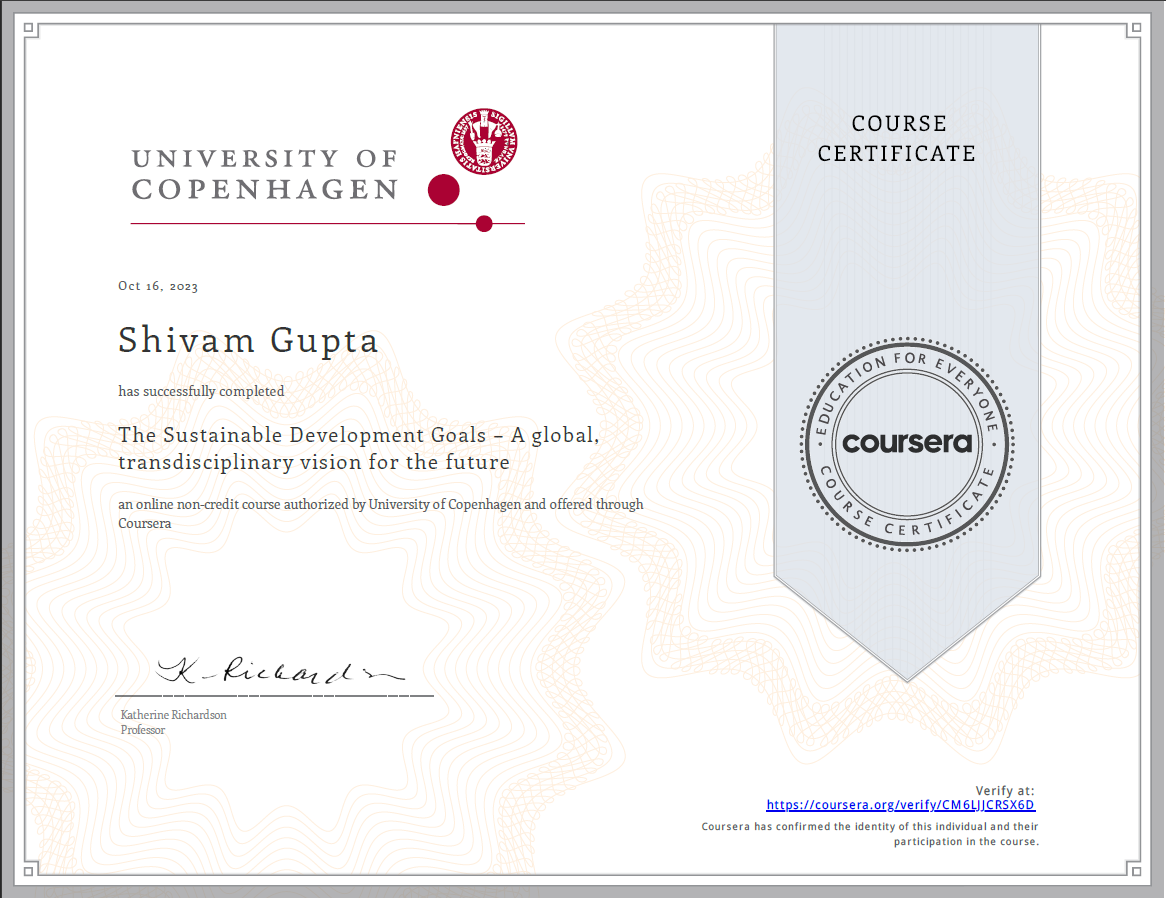 UNIVERSITY OF
COPENHAGEN
COURSE
CERTIFICATE
Oct 16, 2023
Shivam Gupta
has successfully completed
The Sustainable Development Goals – A global,
transdisciplinary vision for the future
an online non-credit course authorized by University of Copenhagen and offered through
Coursera
EDUCATION FOR EVERYONE
coursera
COURSE CERTIFICATE
K Richardson
Katherine Richardson
Professor
Verify at:
https://coursera.org/verify/CM6LJJCRSX6D
Coursera has confirmed the identity of this individual and their
participation in the course.